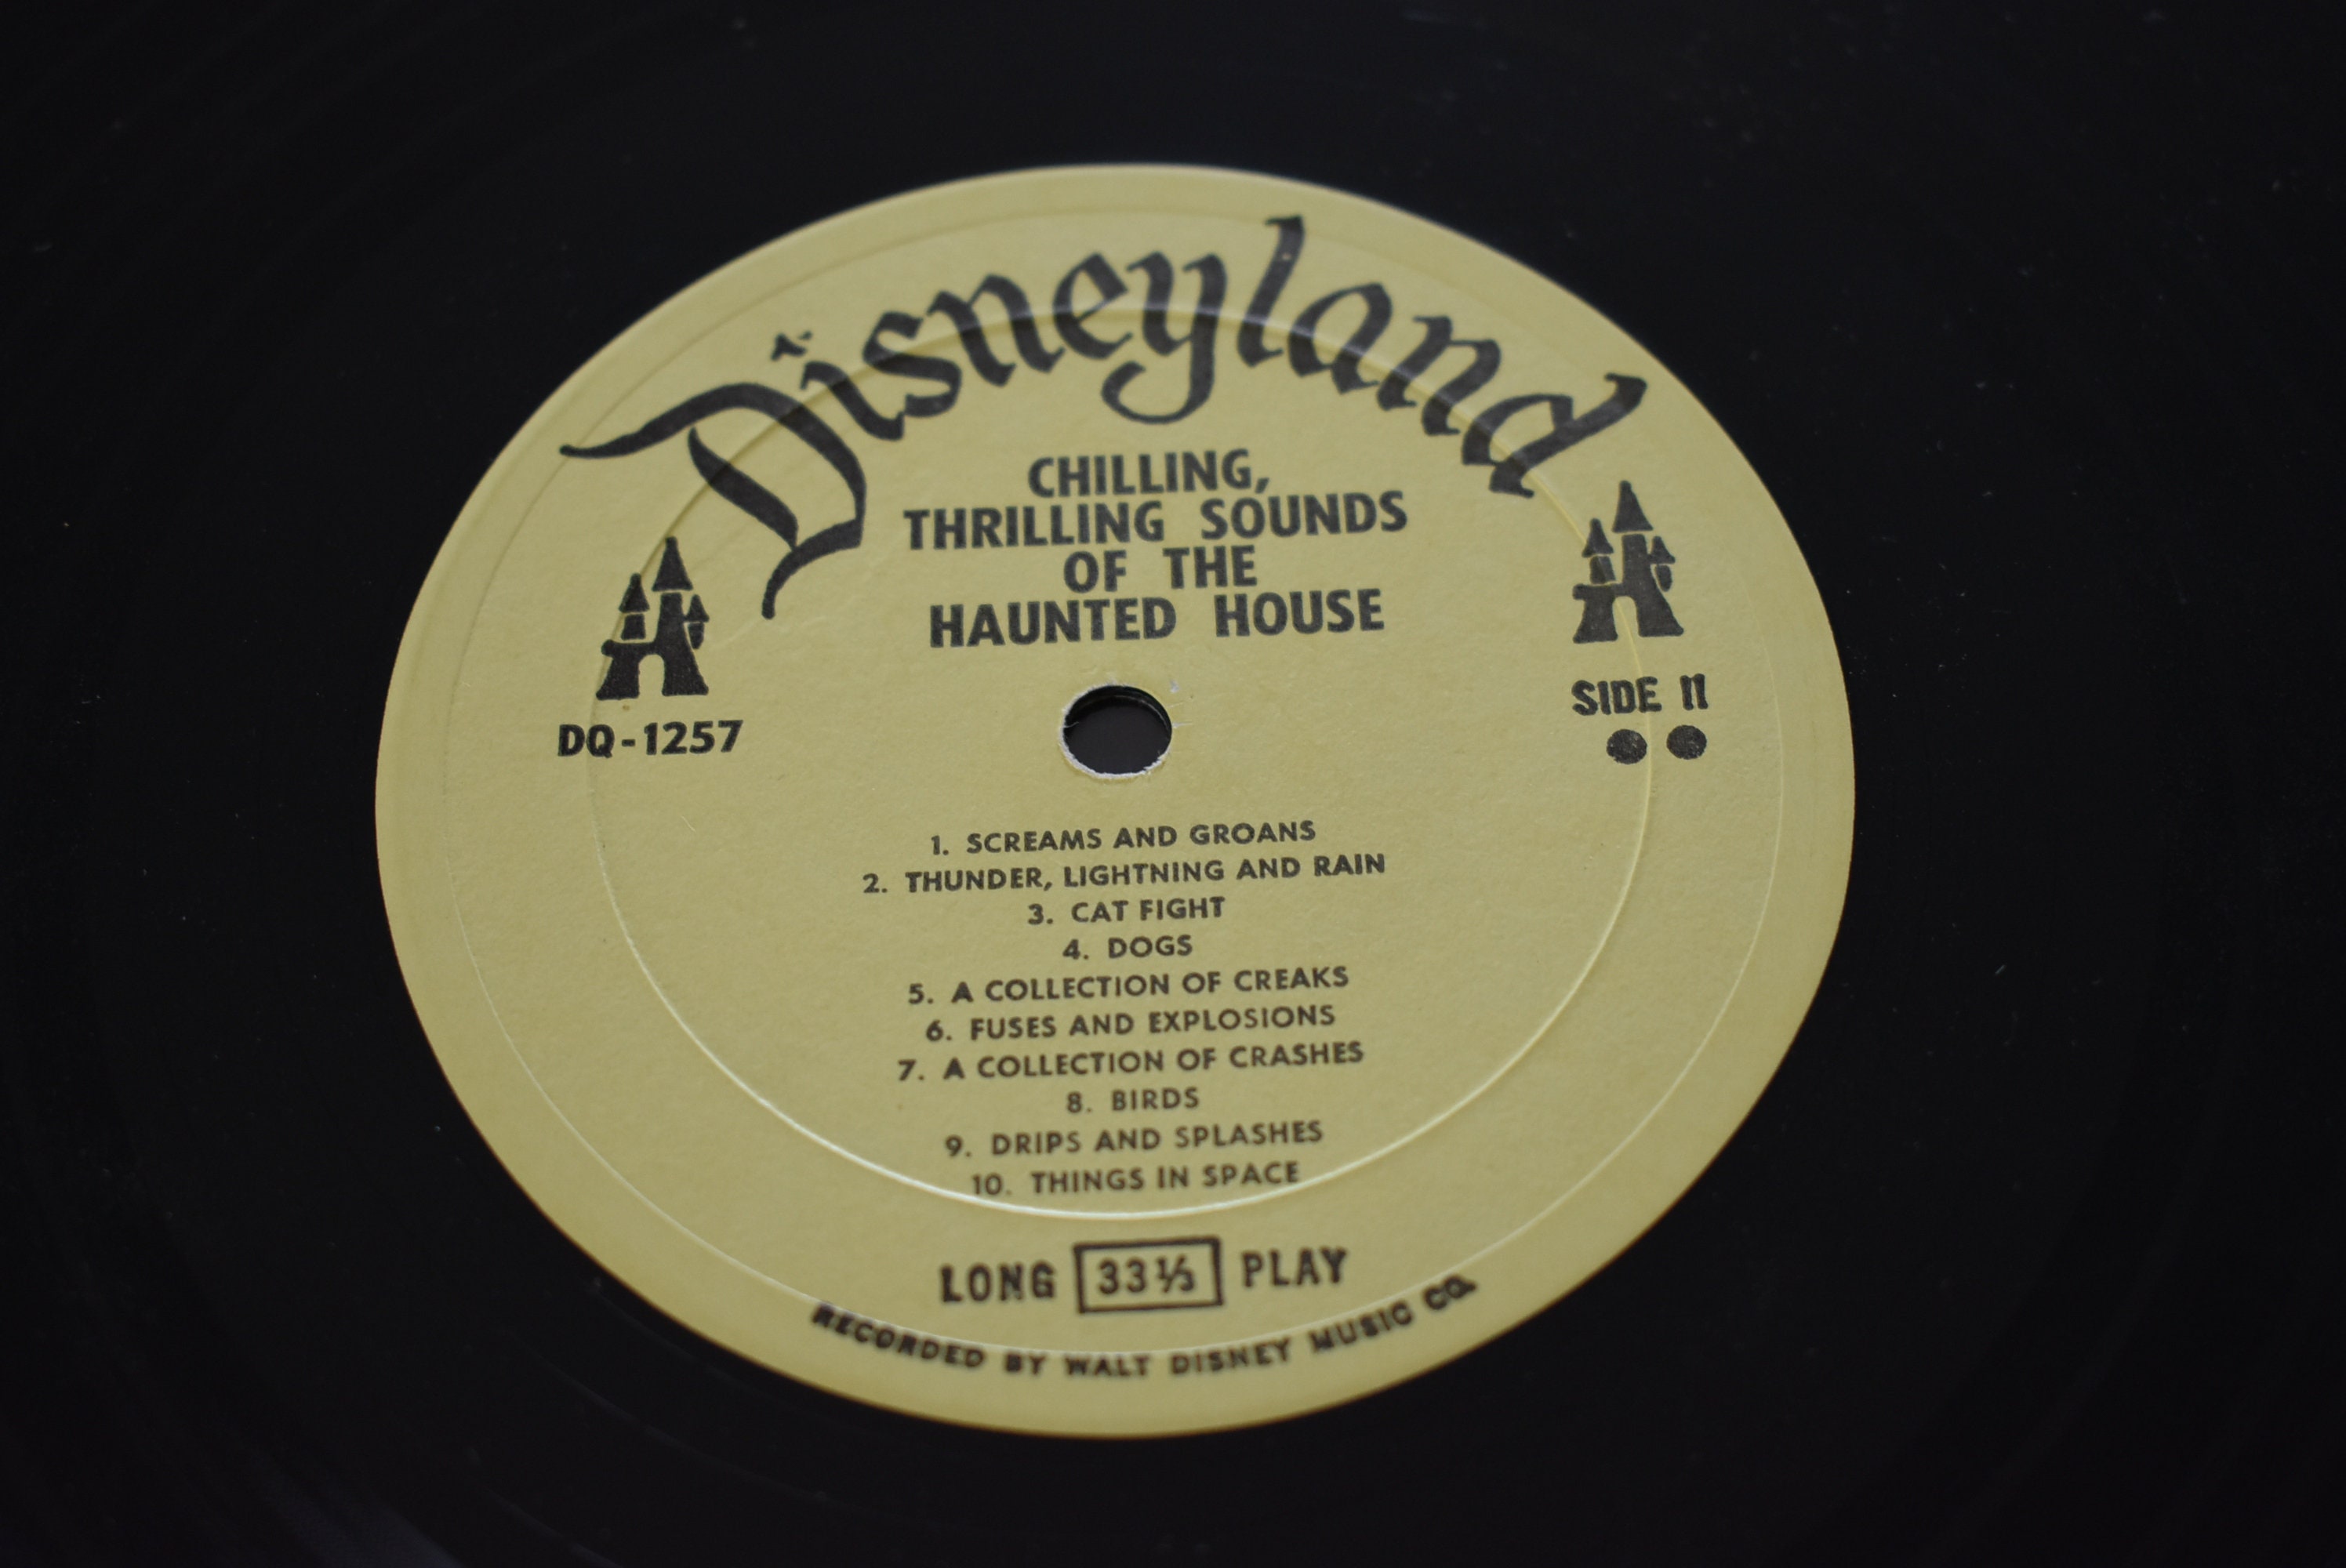 Disneyland
CHILLING,
THRILLING SOUNDS
OF THE
HAUNTED HOUSE
DQ-1257
SIDE II
1. SCREAMS AND GROANS
2. THUNDER, LIGHTNING AND RAIN
3. CAT FIGHT
4. DOGS
5. A COLLECTION OF CREAKS
6. FUSES AND EXPLOSIONS
7. A COLLECTION OF CRASHES
8. BIRDS
9. DRIPS AND SPLASHES
10. THINGS IN SPACE
LONG 33⅓ PLAY
RECORDED BY WALT DISNEY MUSIC CO.